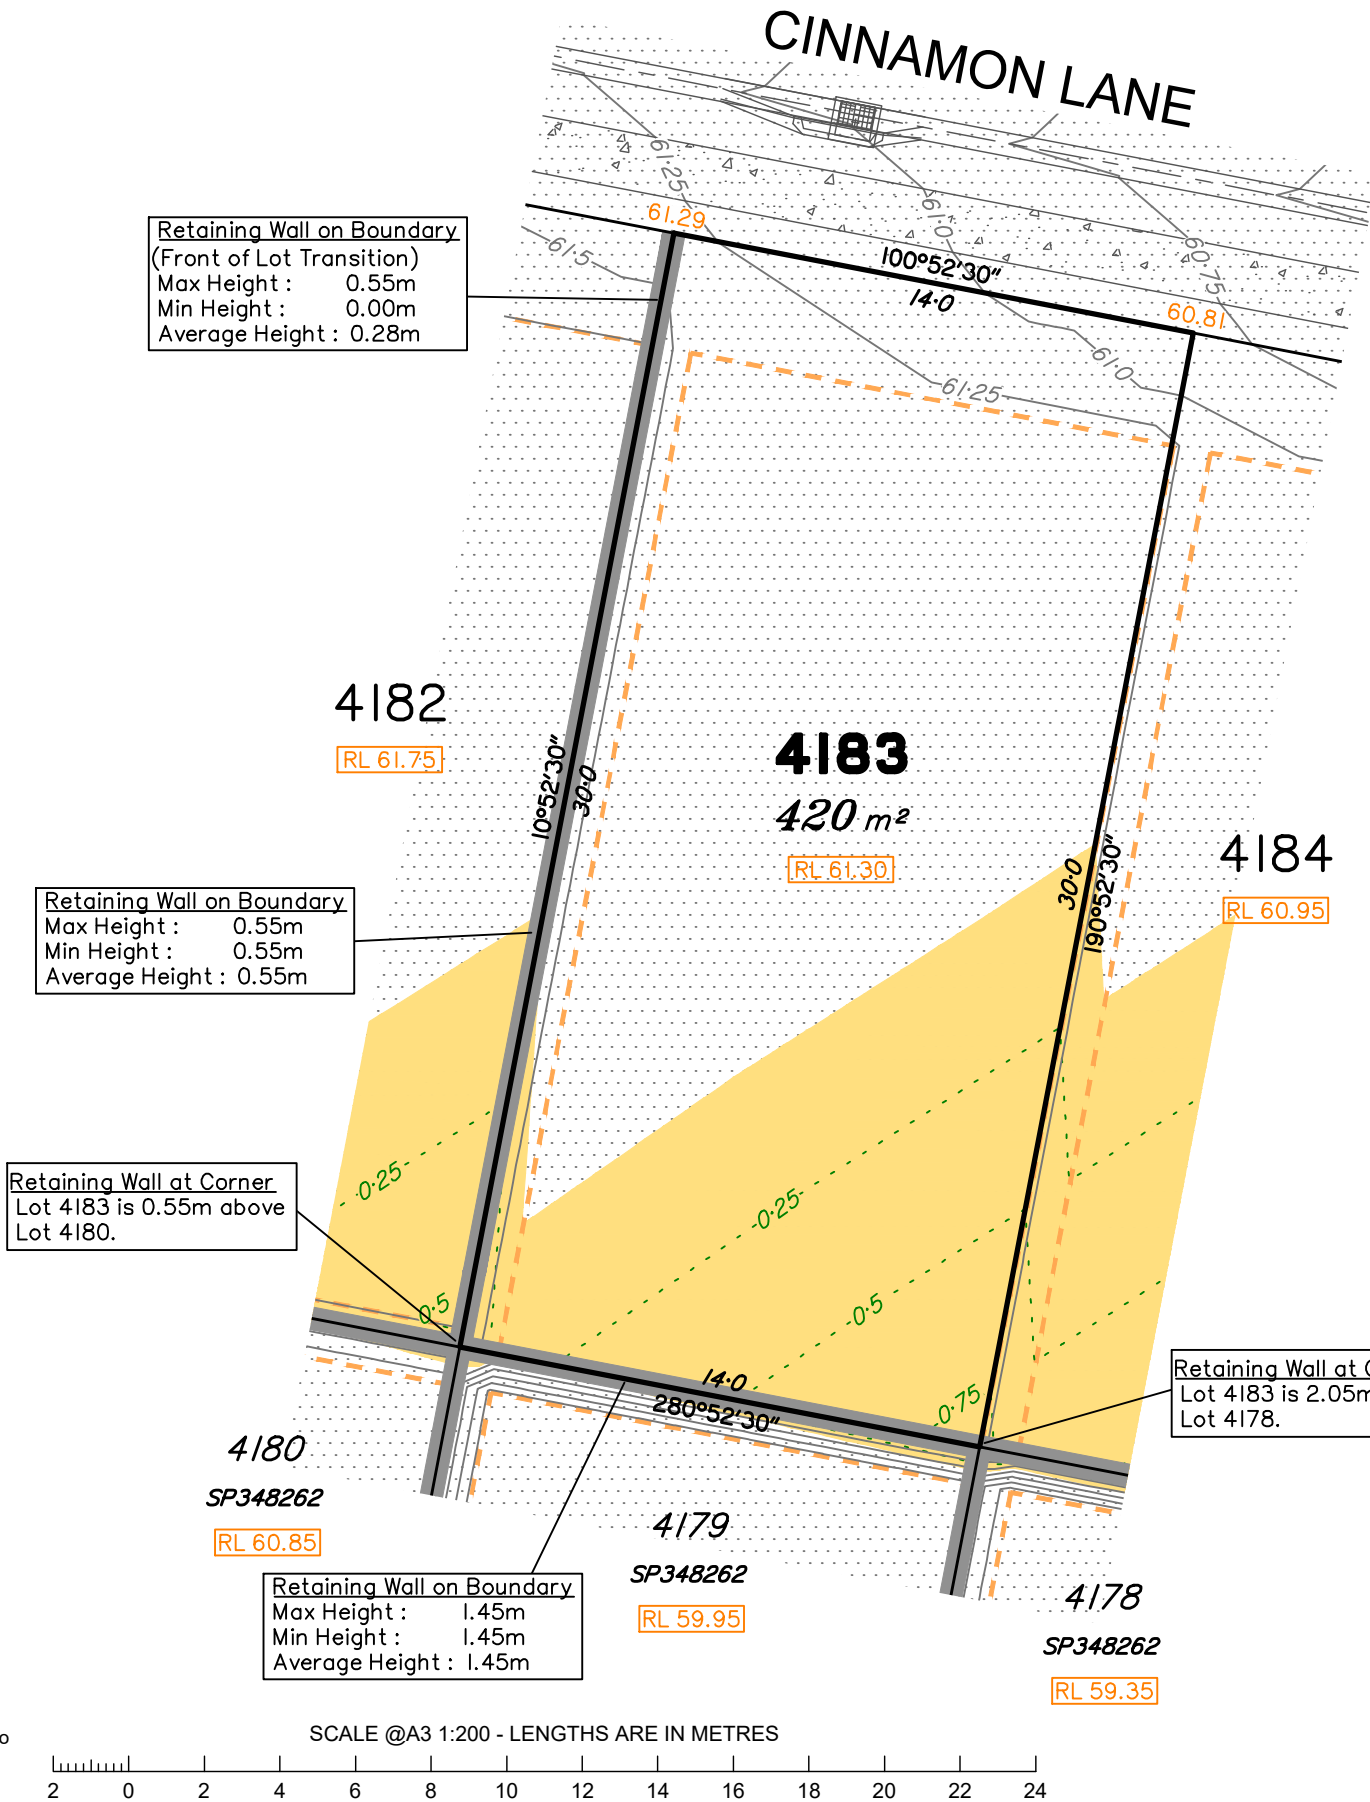 CINNAMON LANE
61·25
61·0
60·75
61.29
61·5
100°52'30"
14·0
60.81
61·0
61·25
Retaining Wall on Boundary
(Front of Lot Transition)
Max Height : 0.55m
Min Height : 0.00m
Average Height : 0.28m
4182
RL 61.75
10°52'30"
30·0
4183
420 m²
RL 61.30
30·0
190°52'30"
4184
RL 60.95
Retaining Wall on Boundary
Max Height : 0.55m
Min Height : 0.55m
Average Height : 0.55m
0·25
0·25
Retaining Wall at Corner
Lot 4183 is 0.55m above
Lot 4180.
0·5
0·5
0·75
14·0
280°52'30"
Retaining Wall at
Lot 4183 is 2.05m
Lot 4178.
4180
SP348262
RL 60.85
4179
SP348262
RL 59.95
4178
SP348262
RL 59.35
Retaining Wall on Boundary
Max Height : 1.45m
Min Height : 1.45m
Average Height : 1.45m
SCALE @A3 1:200 - LENGTHS ARE IN METRES
2 0 2 4 6 8 10 12 14 16 18 20 22 24